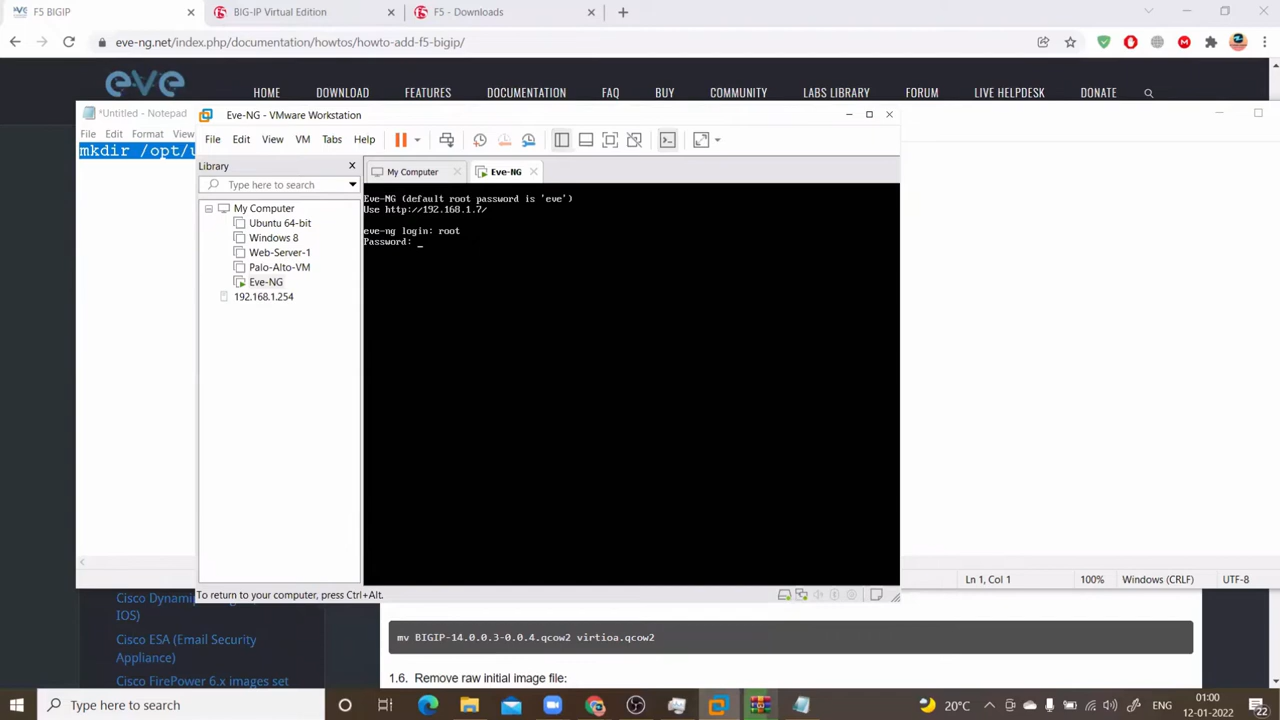 F5 BIGIP
BIG-IP Virtual Edition
F5 - Downloads
eve-ng.net/index.php/documentation/howtos/howto-add-f5-bigip/
eve
HOME
DOWNLOAD
FEATURES
DOCUMENTATION
FAQ
BUY
COMMUNITY
LABS LIBRARY
FORUM
LIVE HELPDESK
DONATE
*Untitled - Notepad
File Edit Format View
mkdir /opt/u
Eve-NG - VMware Workstation
File Edit View VM Tabs Help
Library
Type here to search
My Computer
Ubuntu 64-bit
Windows 8
Web-Server-1
Palo-Alto-VM
Eve-NG
192.168.1.254
My Computer
Eve-NG
Eve-NG (default root password is 'eve')
Use http://192.168.1.7/
eve-ng login: root
Password: _
To return to your computer, press Ctrl+Alt.
Ln 1, Col 1
100%
Windows (CRLF)
UTF-8
IOS)
Cisco ESA (Email Security
Appliance)
Cisco FirePower 6.x images set
mv BIGIP-14.0.0.3-0.0.4.qcow2 virtioa.qcow2
1.6. Remove raw initial image file:
Type here to search
20°C
ENG
01:00
12-01-2022
22